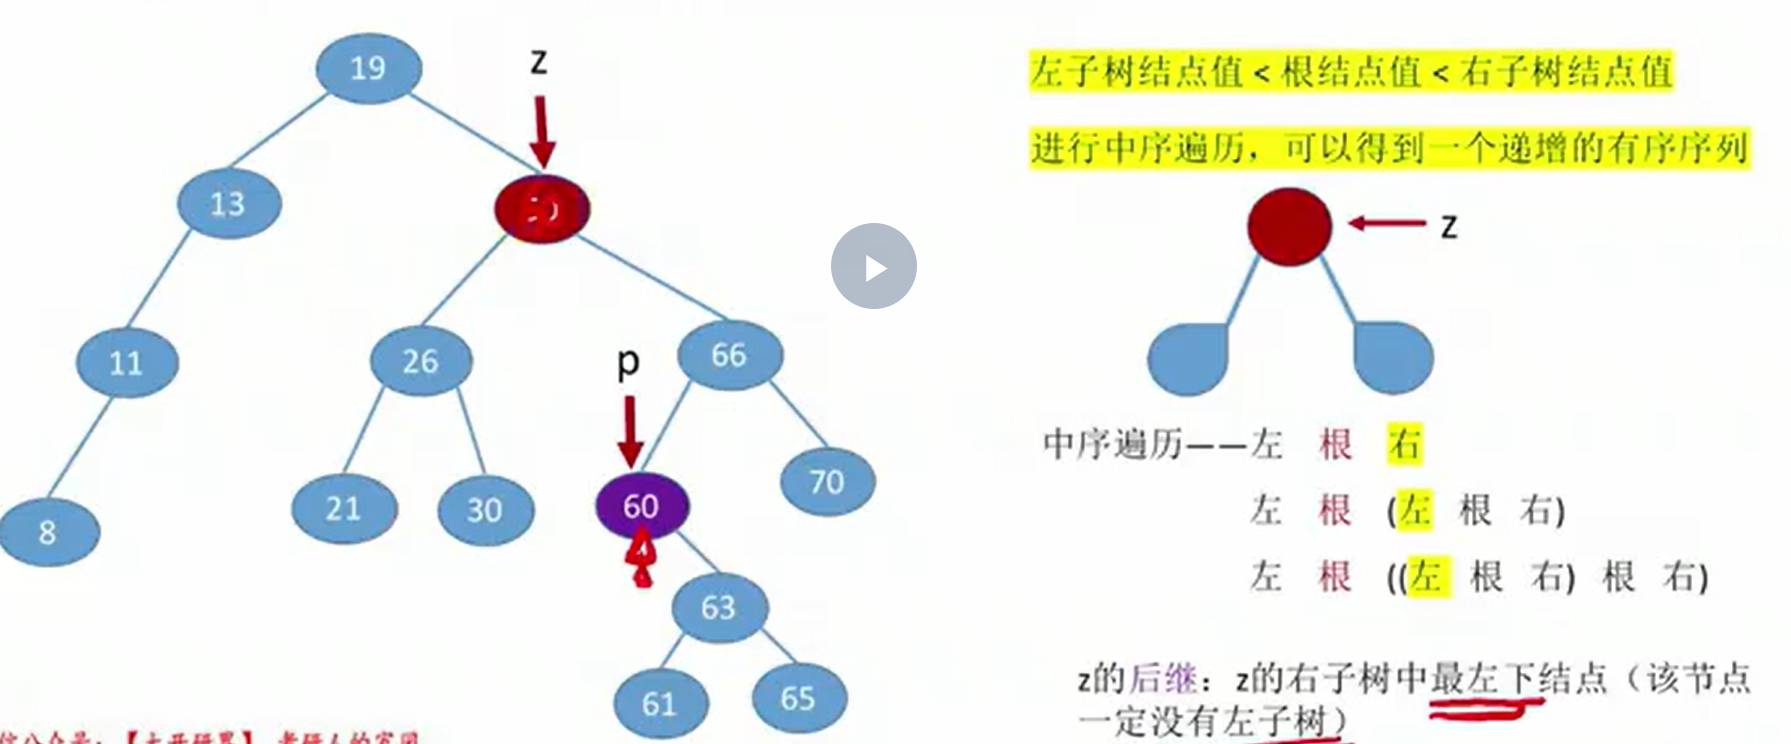 19
z
13
50
11
26
p
66
8
21
30
60
70
63
61
65
左子树结点值 < 根结点值 < 右子树结点值
进行中序遍历，可以得到一个递增的有序序列
z
中序遍历——左 根 右
左 根 (左 根 右)
左 根 ((左 根 右) 根 右)
z的后继：z的右子树中最左下结点（该节点
一定没有左子树）